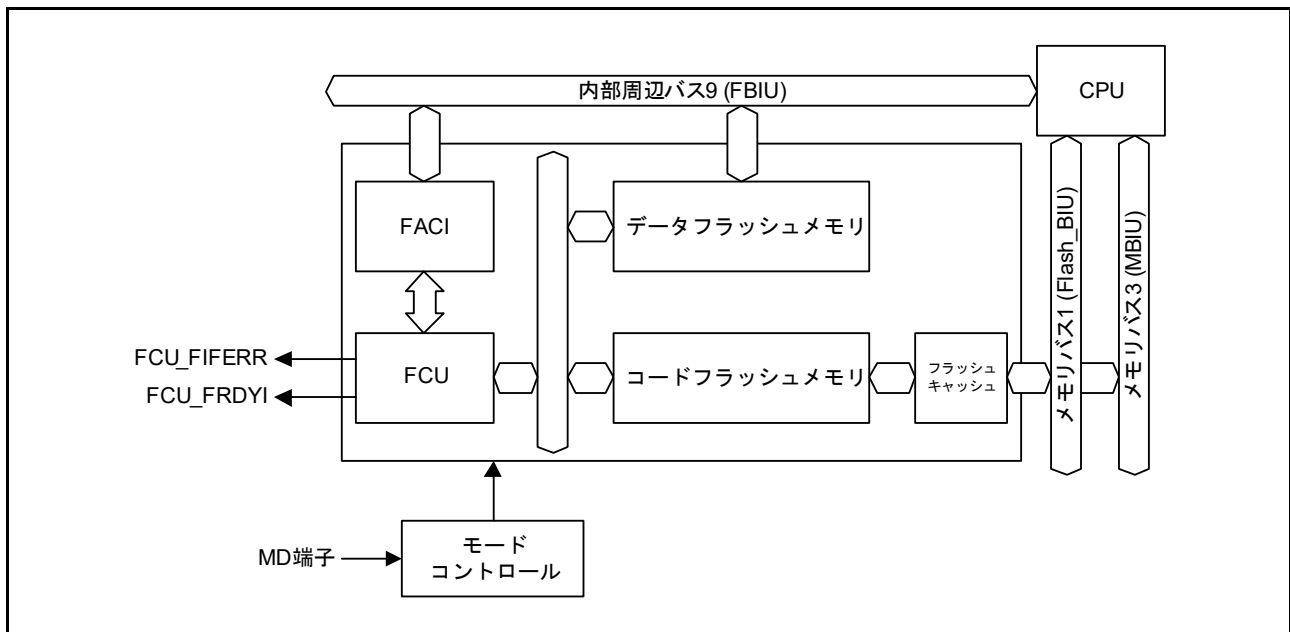 内部周辺バス9 (FBIU)
CPU
FACI
データフラッシュメモリ
FCU_FIFERR
FCU_FRDYI
FCU
コードフラッシュメモリ
フラッシュ
キャッシュ
メモリバス1 (Flash_BIU)
メモリバス3 (MBIU)
MD端子
モード
コントロール